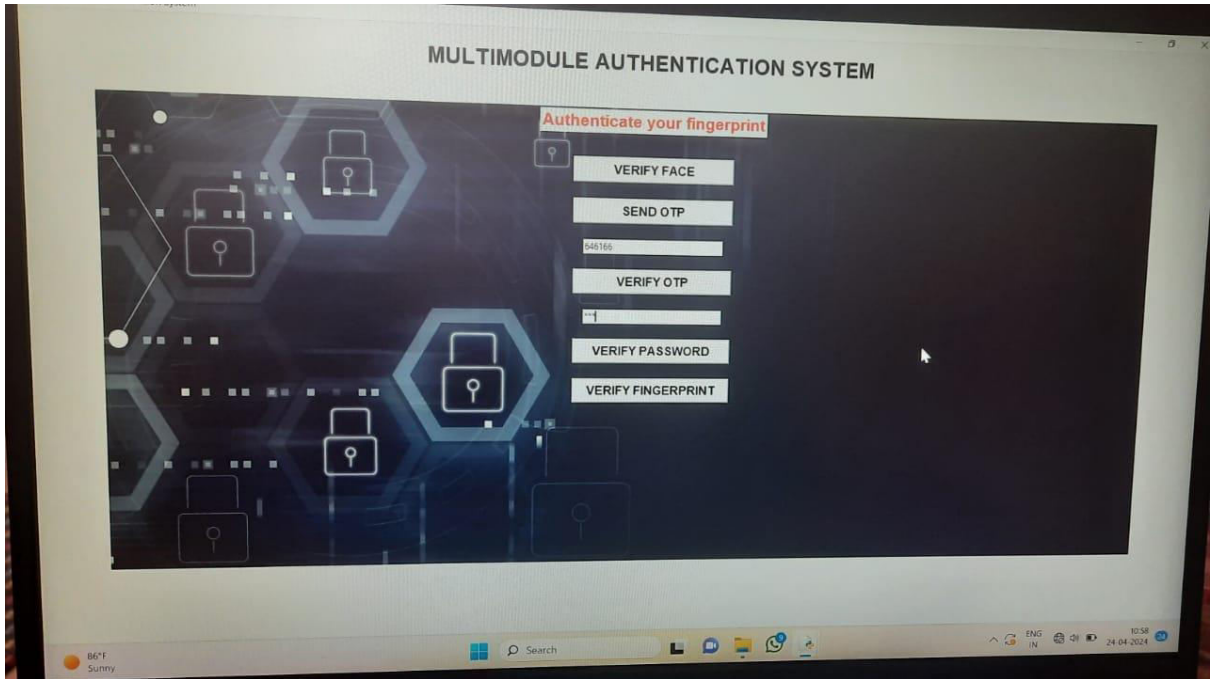 MULTIMODULE AUTHENTICATION SYSTEM
Authenticate your fingerprint
VERIFY FACE
SEND OTP
646166
VERIFY OTP
***
VERIFY PASSWORD
VERIFY FINGERPRINT
86°F
Sunny
Search
ENG
IN
10:58
24-04-2024